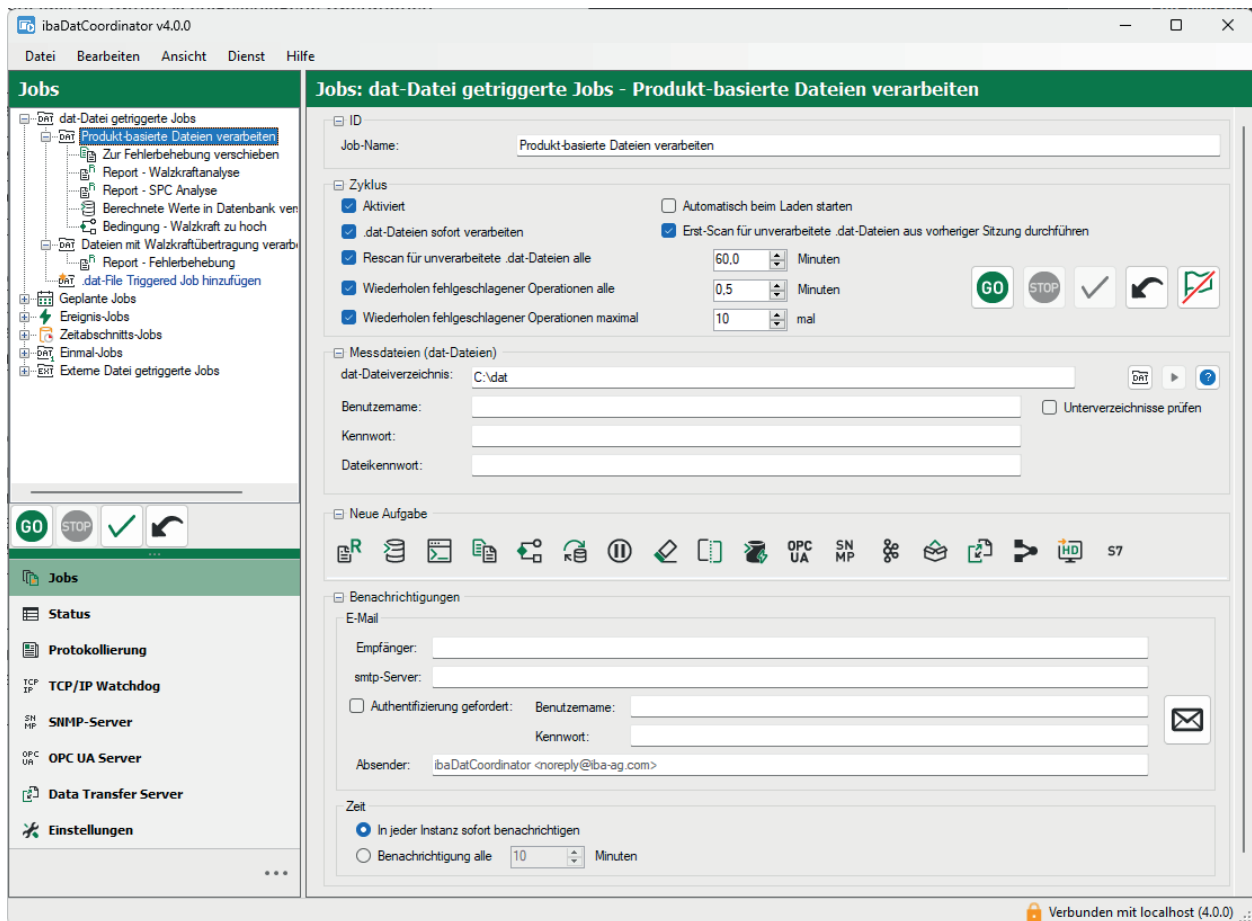 ibaDatCoordinator v4.0.0
Datei Bearbeiten Ansicht Dienst Hilfe
Jobs
dat-Datei getriggerte Jobs
Produkt-basierte Dateien verarbeiten
Zur Fehlerbehebung verschieben
Report - Walzkraftanalyse
Report - SPC Analyse
Berechnete Werte in Datenbank ver
Bedingung - Walzkraft zu hoch
Dateien mit Walzkraftübertragung verarb
Report - Fehlerbehebung
.dat-File Triggered Job hinzufügen
Geplante Jobs
Ereignis-Jobs
Zeitabschnitts-Jobs
Einmal-Jobs
Externe Datei getriggerte Jobs
GO STOP
Jobs
Status
Protokollierung
TCP/IP Watchdog
SNMP-Server
OPC UA Server
Data Transfer Server
Einstellungen
Jobs: dat-Datei getriggerte Jobs - Produkt-basierte Dateien verarbeiten
ID
Job-Name: Produkt-basierte Dateien verarbeiten
Zyklus
Aktiviert Automatisch beim Laden starten
.dat-Dateien sofort verarbeiten Erst-Scan für unverarbeitete .dat-Dateien aus vorheriger Sitzung durchführen
Rescan für unverarbeitete .dat-Dateien alle 60,0 Minuten
Wiederholen fehlgeschlagener Operationen alle 0,5 Minuten
GO STOP
Wiederholen fehlgeschlagener Operationen maximal 10 mal
Messdateien (dat-Dateien)
dat-Dateiverzeichnis: C:\dat DAT ?
Benutzername: Unterverzeichnisse prüfen
Kennwort:
Dateikennwort:
Neue Aufgabe
R OPC UA SN MP HD S7
Benachrichtigungen
E-Mail
Empfänger:
smtp-Server:
Authentifizierung gefordert: Benutzername:
Kennwort:
Absender: ibaDatCoordinator <noreply@iba-ag.com>
Zeit
In jeder Instanz sofort benachrichtigen
Benachrichtigung alle 10 Minuten
Verbunden mit localhost (4.0.0)